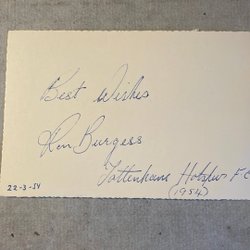 Best Wishes
Ron Burgess
Tottenham Hotspur F C
(1954)
22-3-54